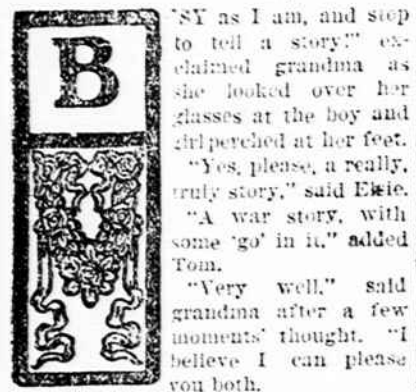 B
'SY as I am, and stop
to tell a story!" ex-
claimed grandma as
she looked over her
glasses at the boy and
girl perched at her feet.
"Yes, please, a really,
truly story," said Elsie.
"A war story, with
some 'go' in it," added
Tom.
"Very well," said
grandma after a few
moments' thought. "I
believe I can please
you both.